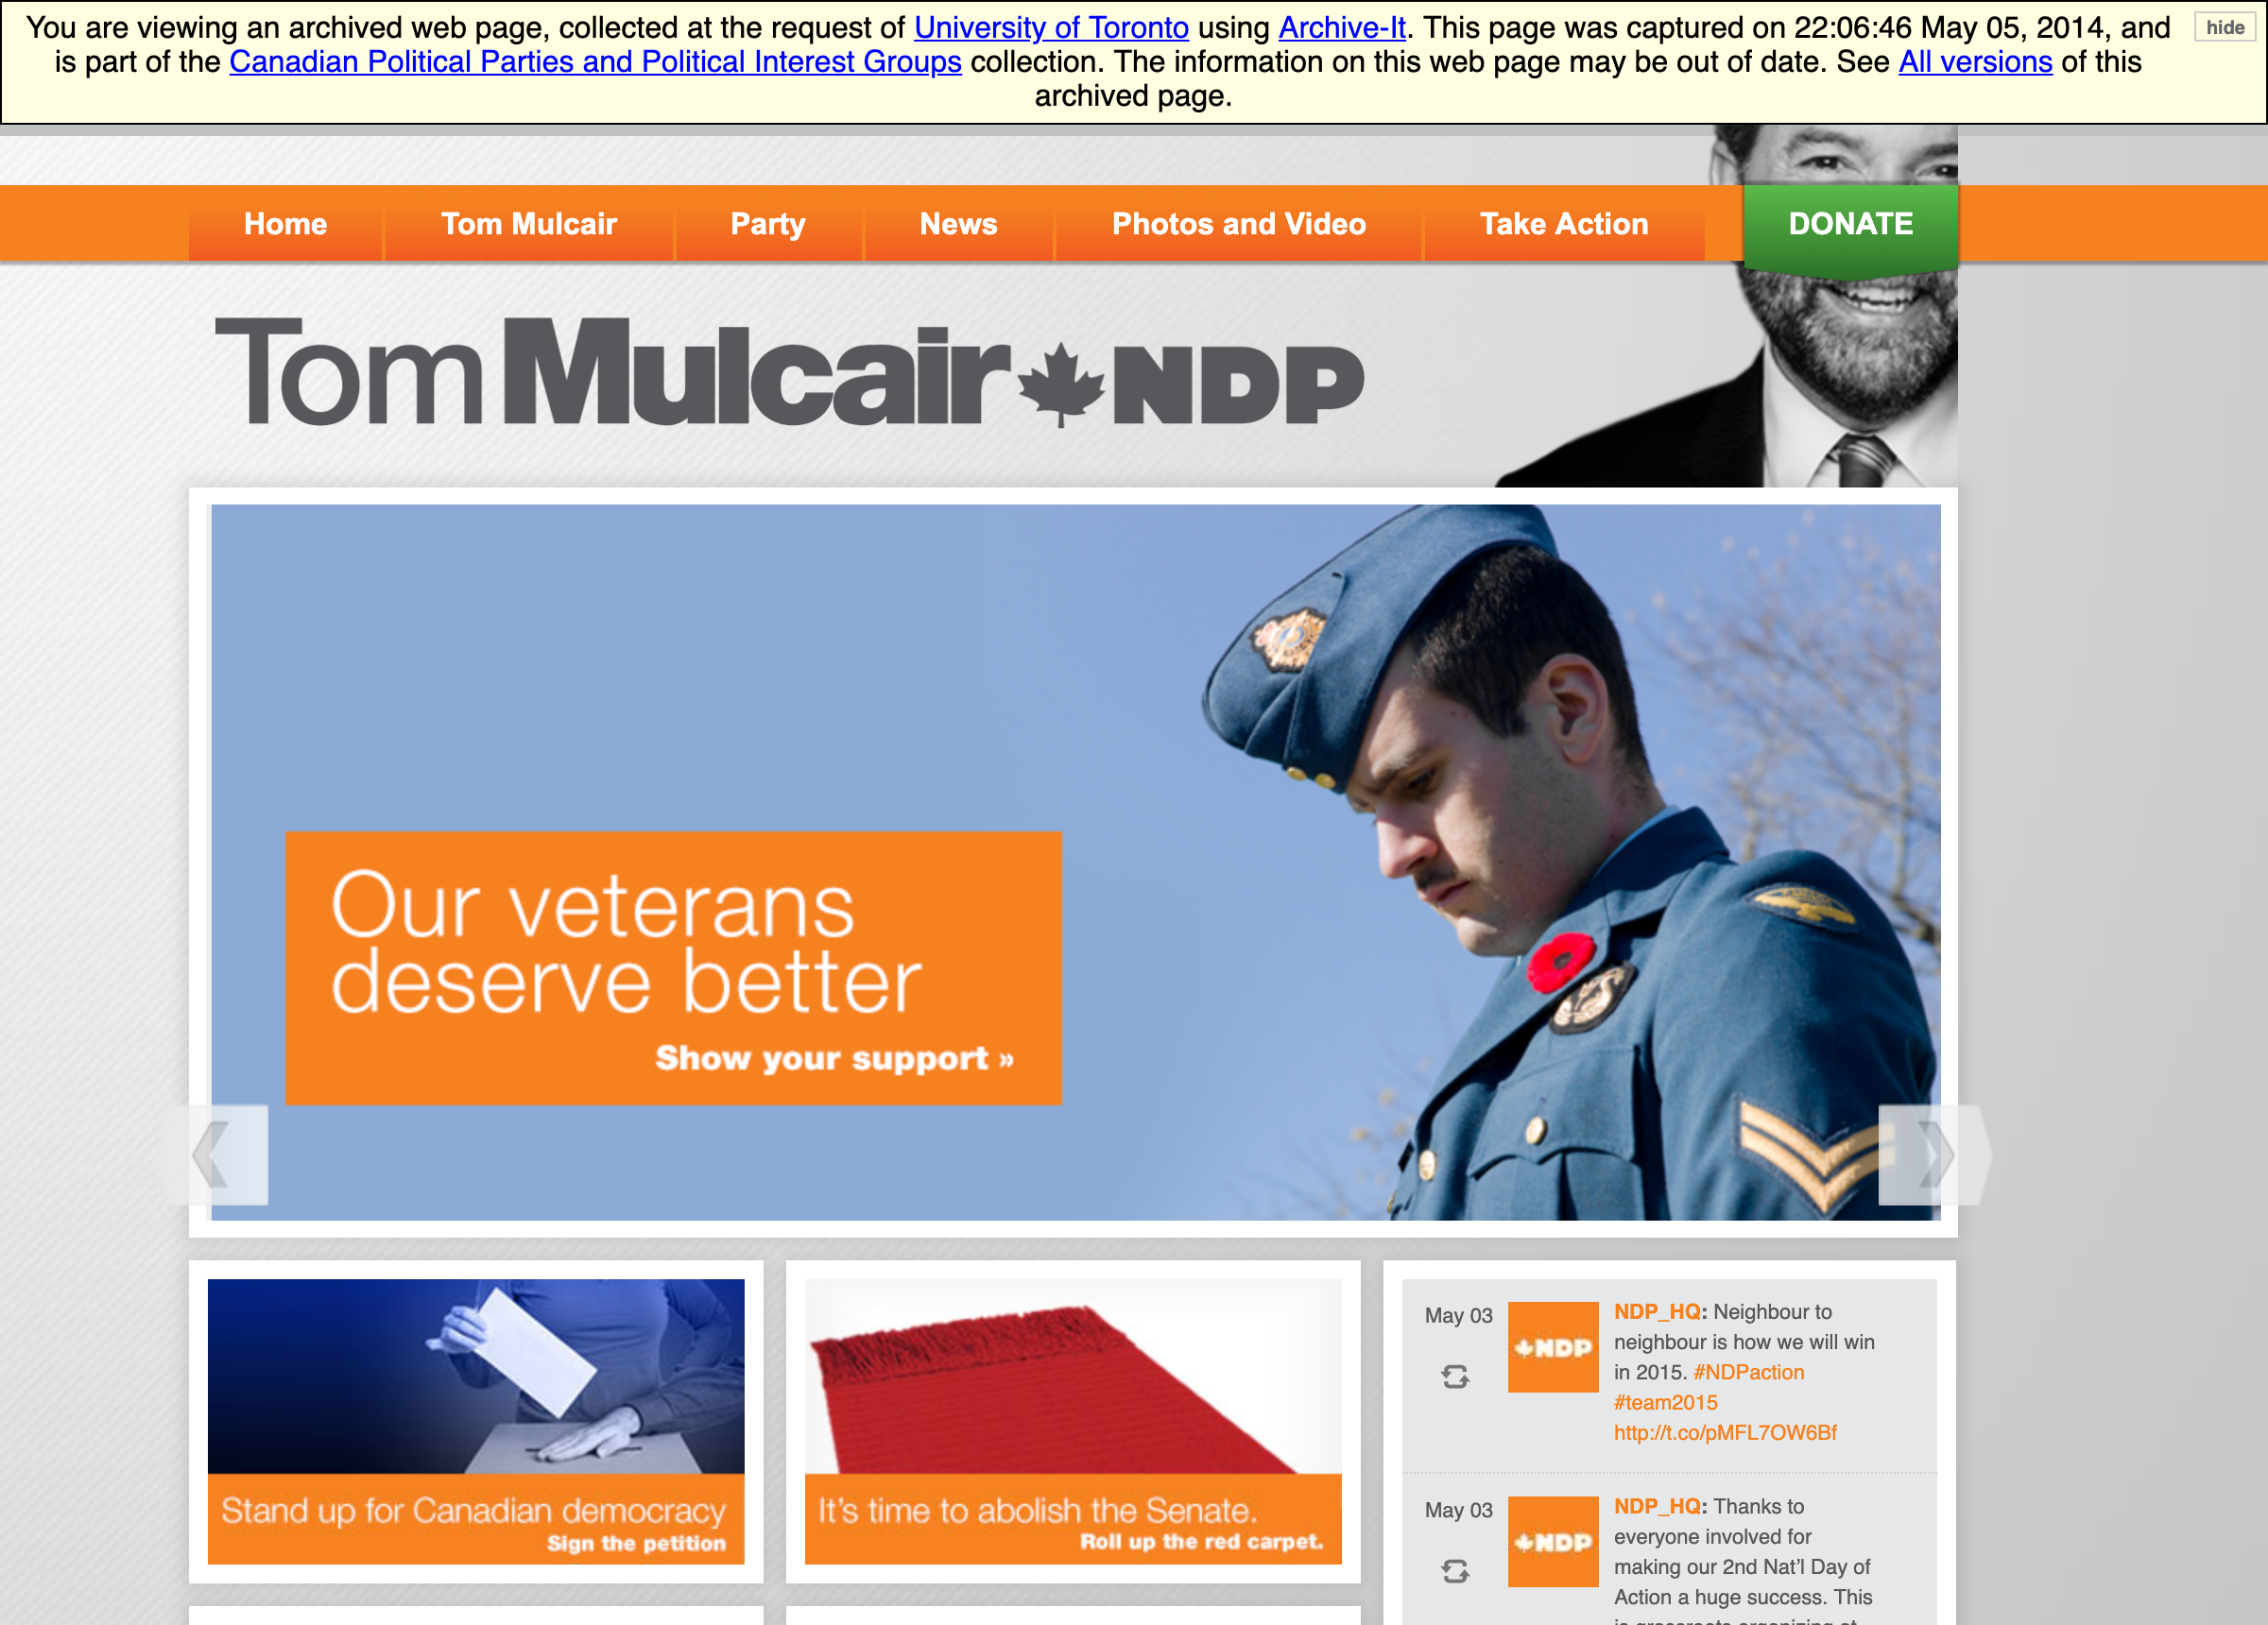 You are viewing an archived web page, collected at the request of University of Toronto using Archive-It. This page was captured on 22:06:46 May 05, 2014, and
is part of the Canadian Political Parties and Political Interest Groups collection. The information on this web page may be out of date. See All versions of this
archived page.
hide
Home
Tom Mulcair
Party
News
Photos and Video
Take Action
DONATE
Tom Mulcair NDP
Our veterans
deserve better
Show your support »
Stand up for Canadian democracy
Sign the petition
It's time to abolish the Senate.
Roll up the red carpet.
May 03
NDP
NDP_HQ: Neighbour to
neighbour is how we will win
in 2015. #NDPaction
#team2015
http://t.co/pMFL7OW6Bf
May 03
NDP
NDP_HQ: Thanks to
everyone involved for
making our 2nd Nat'l Day of
Action a huge success. This